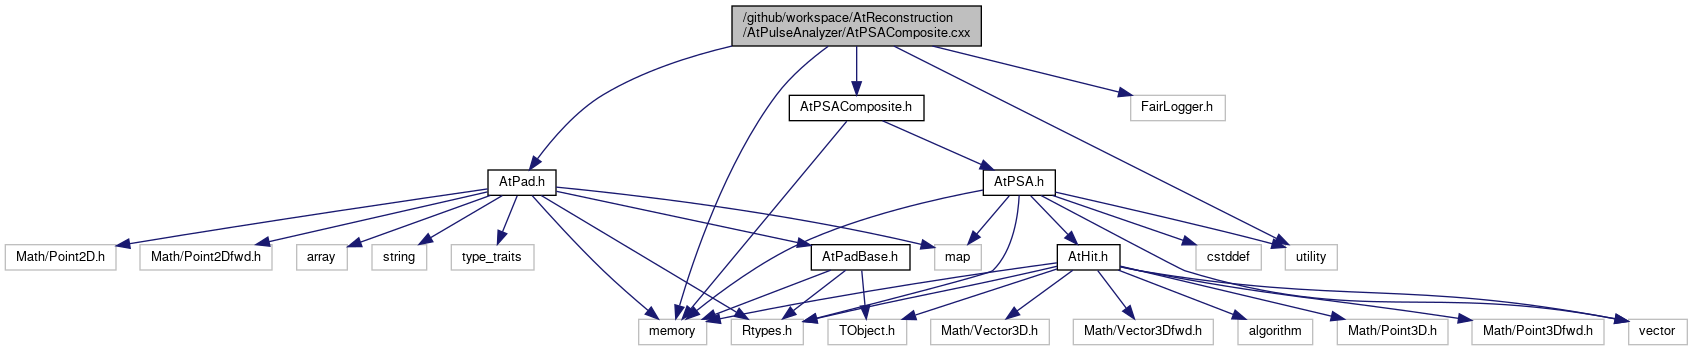 /github/workspace/AtReconstruction
/AtPulseAnalyzer/AtPSAComposite.cxx
AtPSAComposite.h
FairLogger.h
AtPad.h
AtPSA.h
Math/Point2D.h
Math/Point2Dfwd.h
array
string
type_traits
AtPadBase.h
map
AtHit.h
cstddef
utility
memory
Rtypes.h
TObject.h
Math/Vector3D.h
Math/Vector3Dfwd.h
algorithm
Math/Point3D.h
Math/Point3Dfwd.h
vector